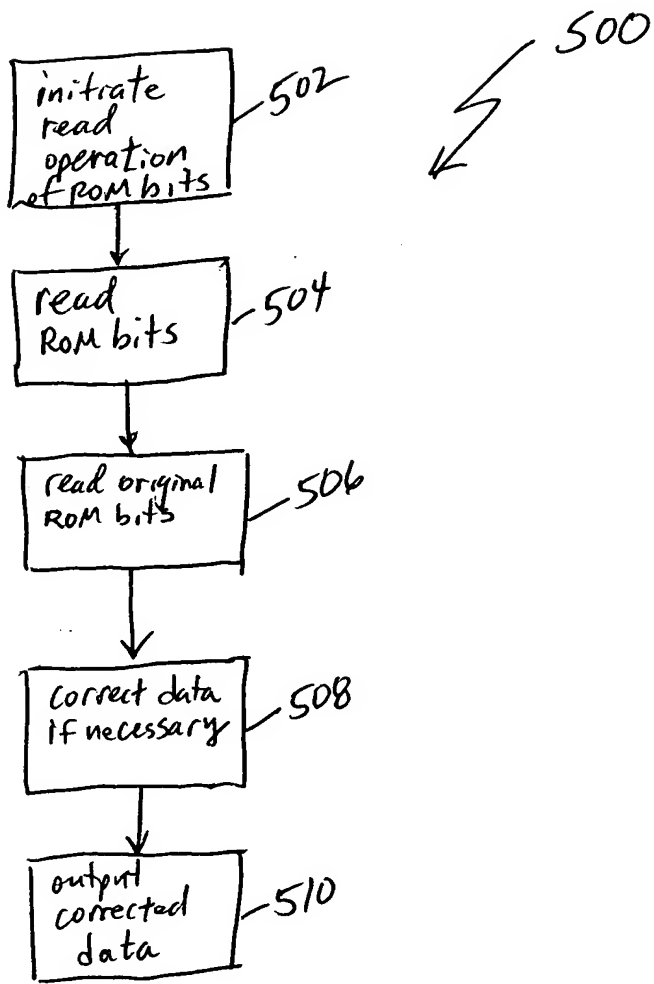 500
initiate
read
operation
of ROM bits
502
read
ROM bits
504
read original
ROM bits
506
correct data
if necessary
508
output
corrected
data
510